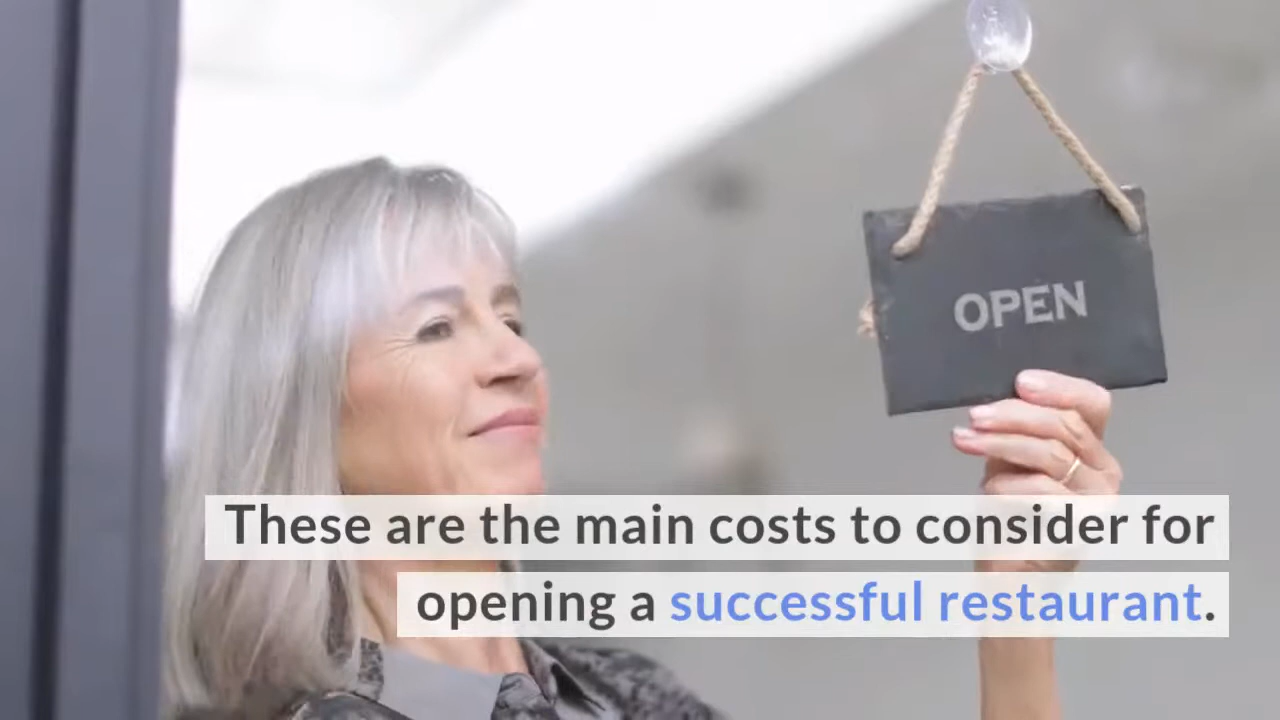 OPEN
These are the main costs to consider for
opening a successful restaurant.